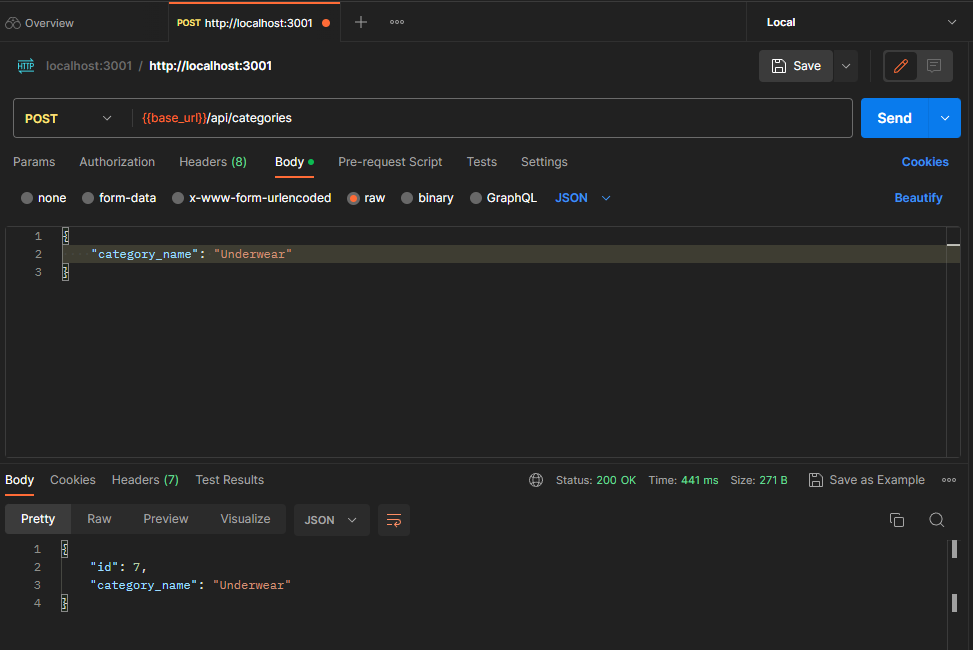 Overview POST http://localhost:3001 Local
HTTP localhost:3001 / http://localhost:3001 Save
POST {{base_url}}/api/categories Send
Params Authorization Headers (8) Body Pre-request Script Tests Settings Cookies
none form-data x-www-form-urlencoded raw binary GraphQL JSON Beautify
1 {
2 "category_name": "Underwear"
3 }
Body Cookies Headers (7) Test Results Status: 200 OK Time: 441 ms Size: 271 B Save as Example
Pretty Raw Preview Visualize JSON
1 {
2 "id": 7,
3 "category_name": "Underwear"
4 }